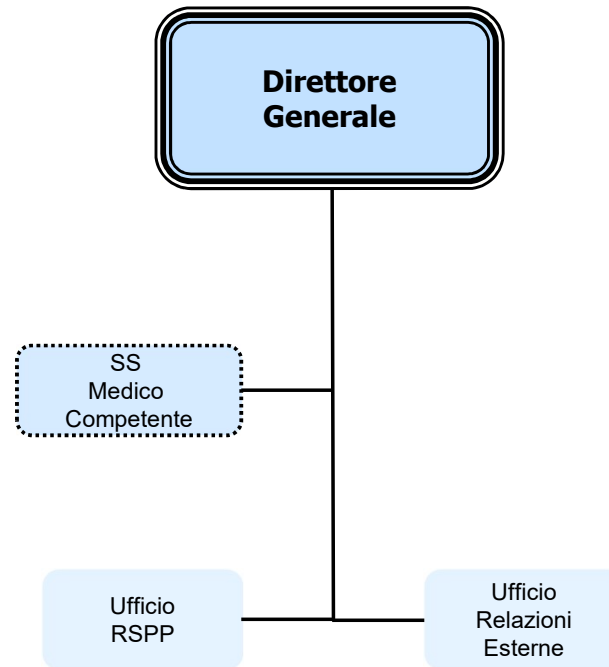 Direttore
Generale
SS
Medico
Competente
Ufficio
RSPP
Ufficio
Relazioni
Esterne